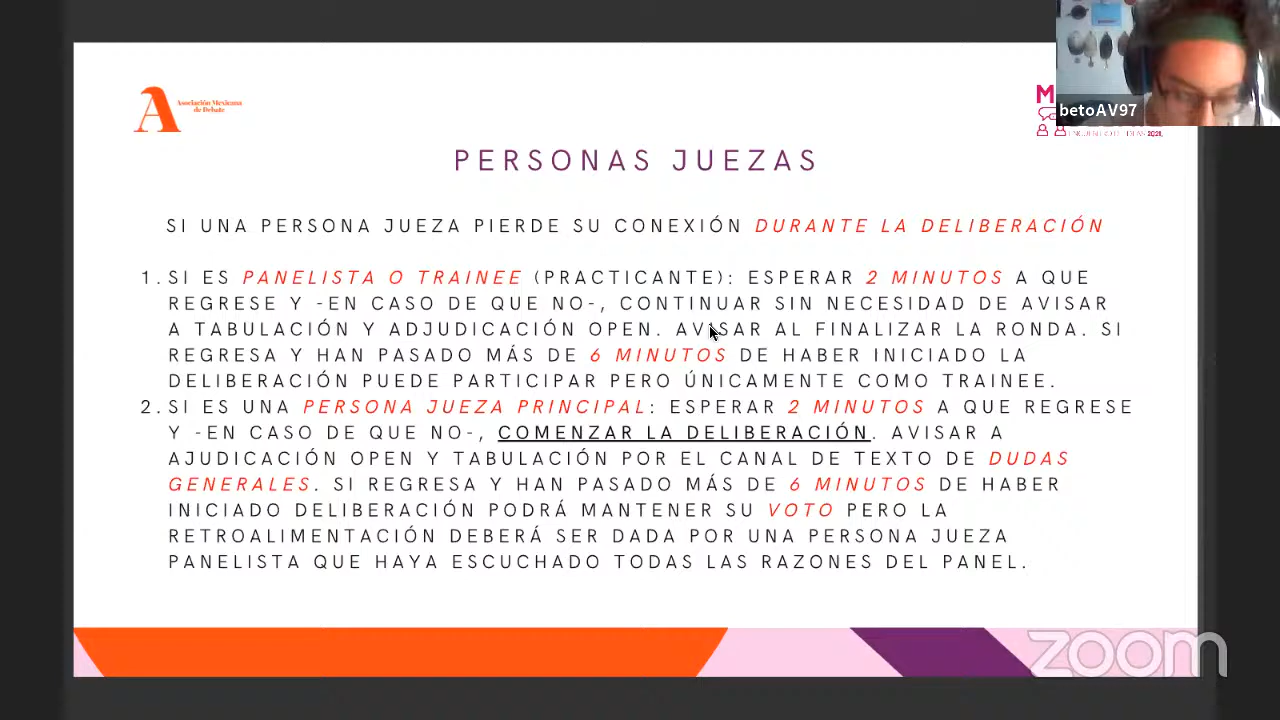 Asociación Mexicana
de Debate
M
betoAV97
2021
PERSONAS JUEZAS
SI UNA PERSONA JUEZA PIERDE SU CONEXIÓN DURANTE LA DELIBERACIÓN
1. SI ES PANELISTA O TRAINEE (PRACTICANTE): ESPERAR 2 MINUTOS A QUE
REGRESE Y -EN CASO DE QUE NO-, CONTINUAR SIN NECESIDAD DE AVISAR
A TABULACIÓN Y ADJUDICACIÓN OPEN. AVISAR AL FINALIZAR LA RONDA. SI
REGRESA Y HAN PASADO MÁS DE 6 MINUTOS DE HABER INICIADO LA
DELIBERACIÓN PUEDE PARTICIPAR PERO ÚNICAMENTE COMO TRAINEE.
2. SI ES UNA PERSONA JUEZA PRINCIPAL: ESPERAR 2 MINUTOS A QUE REGRESE
Y -EN CASO DE QUE NO-, COMENZAR LA DELIBERACIÓN. AVISAR A
AJUDICACIÓN OPEN Y TABULACIÓN POR EL CANAL DE TEXTO DE DUDAS
GENERALES. SI REGRESA Y HAN PASADO MÁS DE 6 MINUTOS DE HABER
INICIADO DELIBERACIÓN PODRÁ MANTENER SU VOTO PERO LA
RETROALIMENTACIÓN DEBERÁ SER DADA POR UNA PERSONA JUEZA
PANELISTA QUE HAYA ESCUCHADO TODAS LAS RAZONES DEL PANEL.
zoom